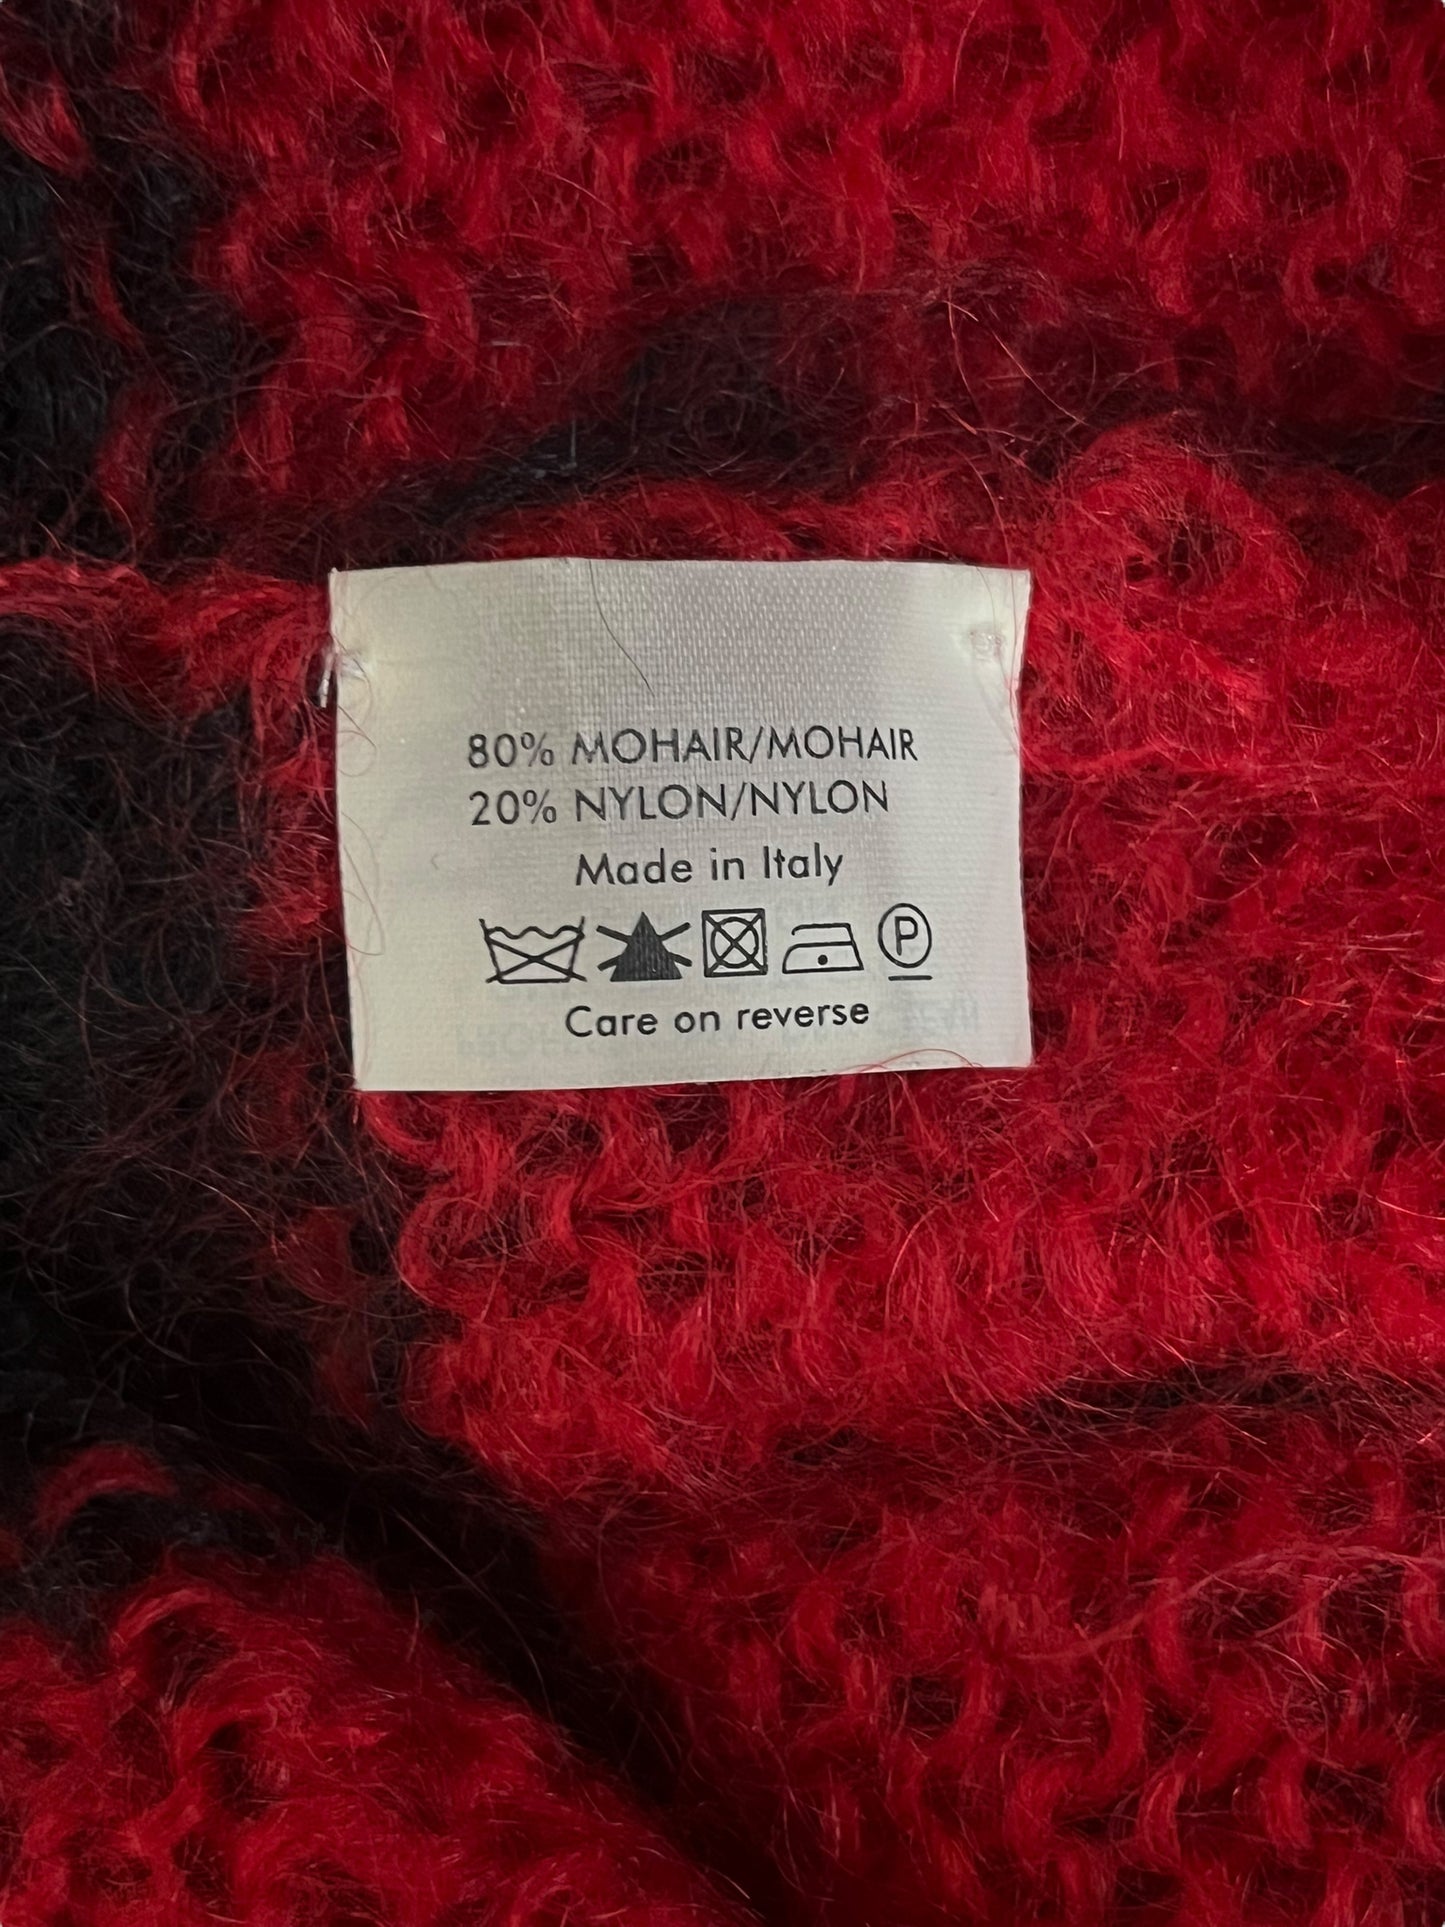 80% MOHAIR/MOHAIR
20% NYLON/NYLON
Made in Italy
P
Care on reverse